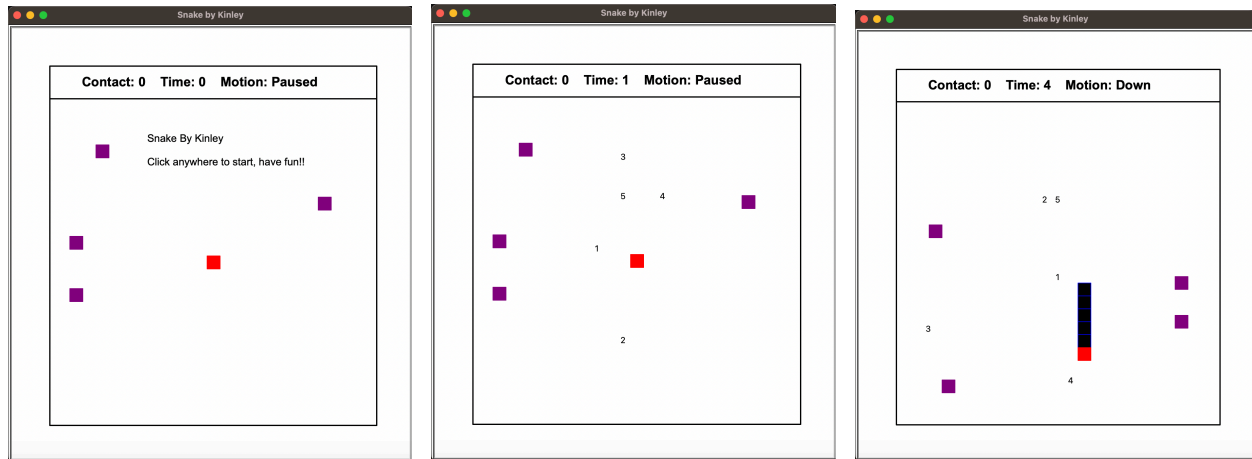 Snake by Kinley
Contact: 0 Time: 0 Motion: Paused
Snake By Kinley
Click anywhere to start, have fun!!
Snake by Kinley
Contact: 0 Time: 1 Motion: Paused
3
5 4
1
2
Snake by Kinley
Contact: 0 Time: 4 Motion: Down
2 5
1
3
4